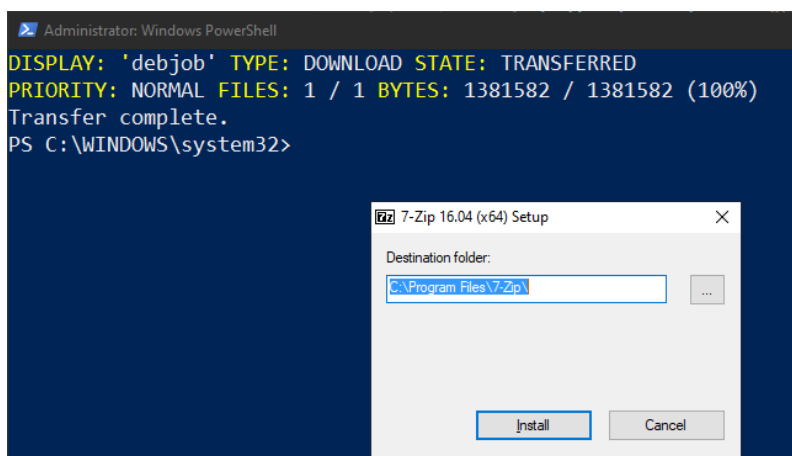 Administrator: Windows PowerShell
DISPLAY: 'debjob' TYPE: DOWNLOAD STATE: TRANSFERRED
PRIORITY: NORMAL FILES: 1 / 1 BYTES: 1381582 / 1381582 (100%)
Transfer complete.
PS C:\WINDOWS\system32>
7z 7-Zip 16.04 (x64) Setup
Destination folder:
C:\Program Files\7-Zip\
...
Install
Cancel